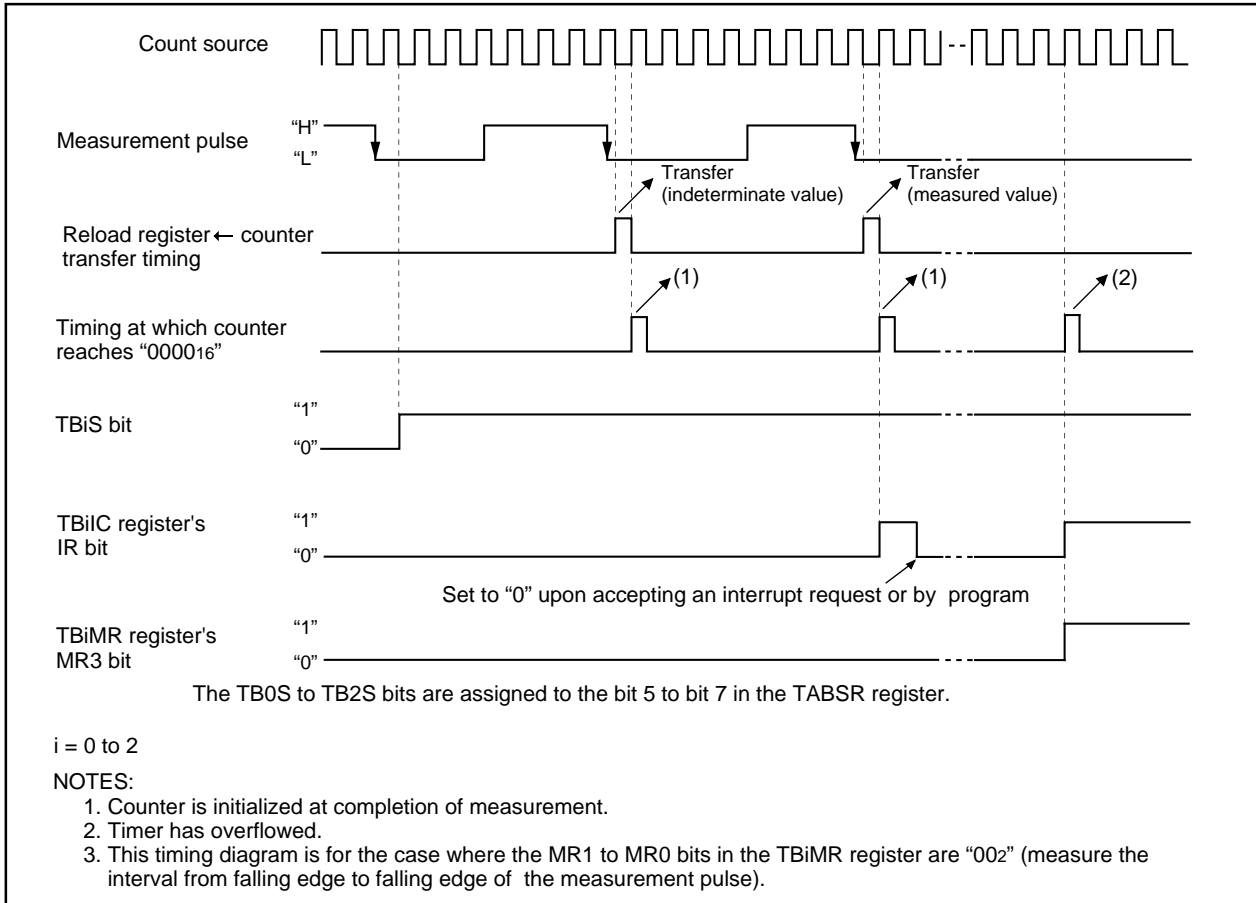 Count source
Measurement pulse
“H”
“L”
Transfer
(indeterminate value)
Transfer
(measured value)
Reload register ← counter
transfer timing
(1)
(1)
(2)
Timing at which counter
reaches “000016”
TBiS bit
“1”
“0”
TBiIC register's
IR bit
“1”
“0”
Set to “0” upon accepting an interrupt request or by program
TBiMR register's
MR3 bit
“1”
“0”
The TB0S to TB2S bits are assigned to the bit 5 to bit 7 in the TABSR register.
i = 0 to 2
NOTES:
1. Counter is initialized at completion of measurement.
2. Timer has overflowed.
3. This timing diagram is for the case where the MR1 to MR0 bits in the TBiMR register are “002” (measure the
interval from falling edge to falling edge of the measurement pulse).